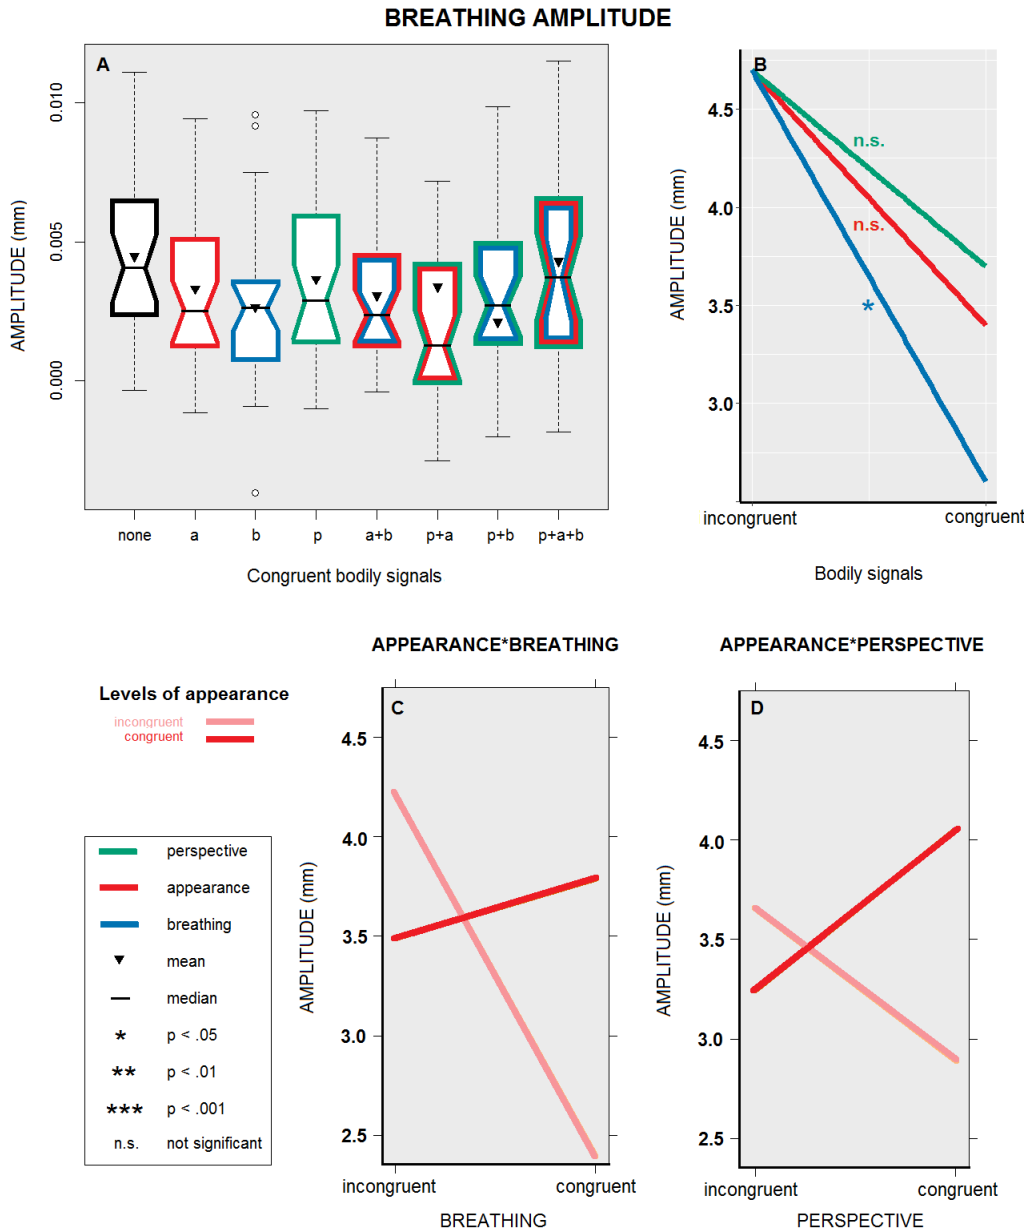 BREATHING AMPLITUDE
A
AMPLITUDE (mm)
0.010
0.005
0.000
none a b p a+b p+a p+b p+a+b
Congruent bodily signals
B
AMPLITUDE (mm)
4.5
4.0
3.5
3.0
n.s.
n.s.
*
incongruent congruent
Bodily signals
Levels of appearance
incongruent
congruent
perspective
appearance
breathing
mean
median
* p < .05
** p < .01
*** p < .001
n.s. not significant
APPEARANCE*BREATHING
C
AMPLITUDE (mm)
4.5
4.0
3.5
3.0
2.5
incongruent congruent
BREATHING
APPEARANCE*PERSPECTIVE
D
AMPLITUDE (mm)
4.5
4.0
3.5
3.0
2.5
incongruent congruent
PERSPECTIVE